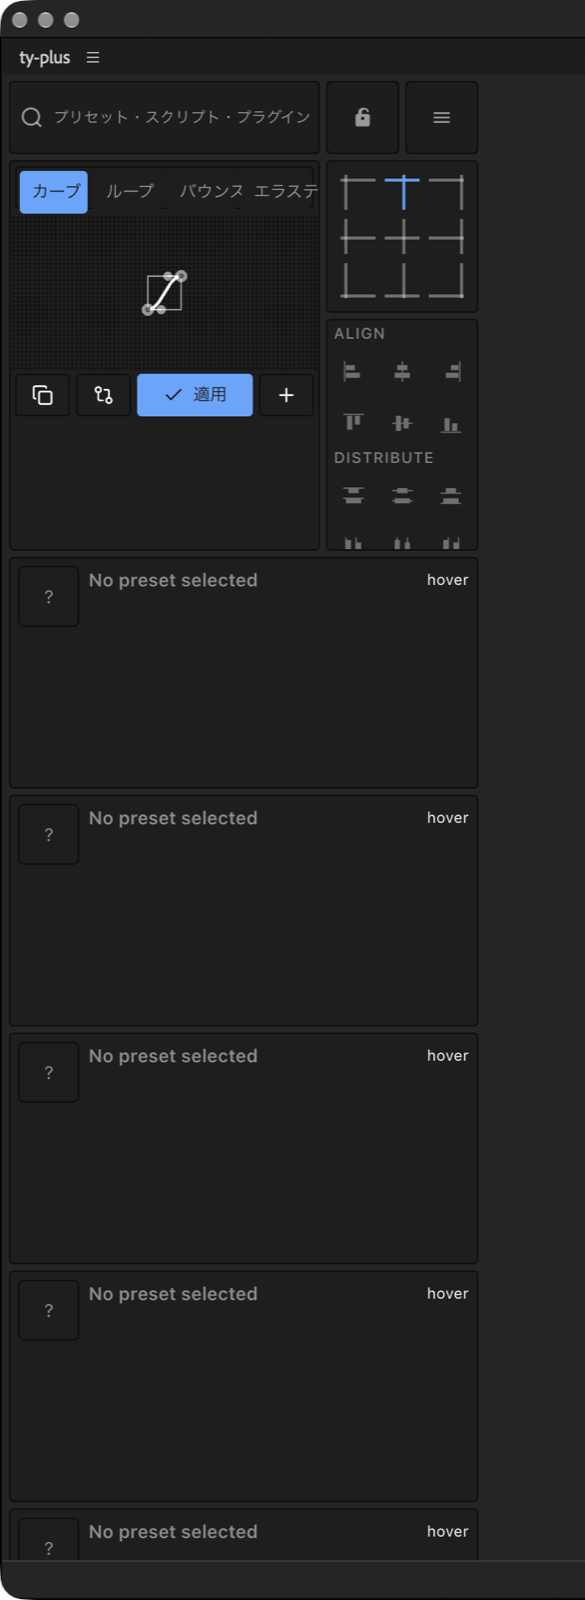 ty-plus
プリセット・スクリプト・プラグイン
カーブ ループ バウンス エラステ
適用
ALIGN
DISTRIBUTE
? No preset selected hover
? No preset selected hover
? No preset selected hover
? No preset selected hover
? No preset selected hover